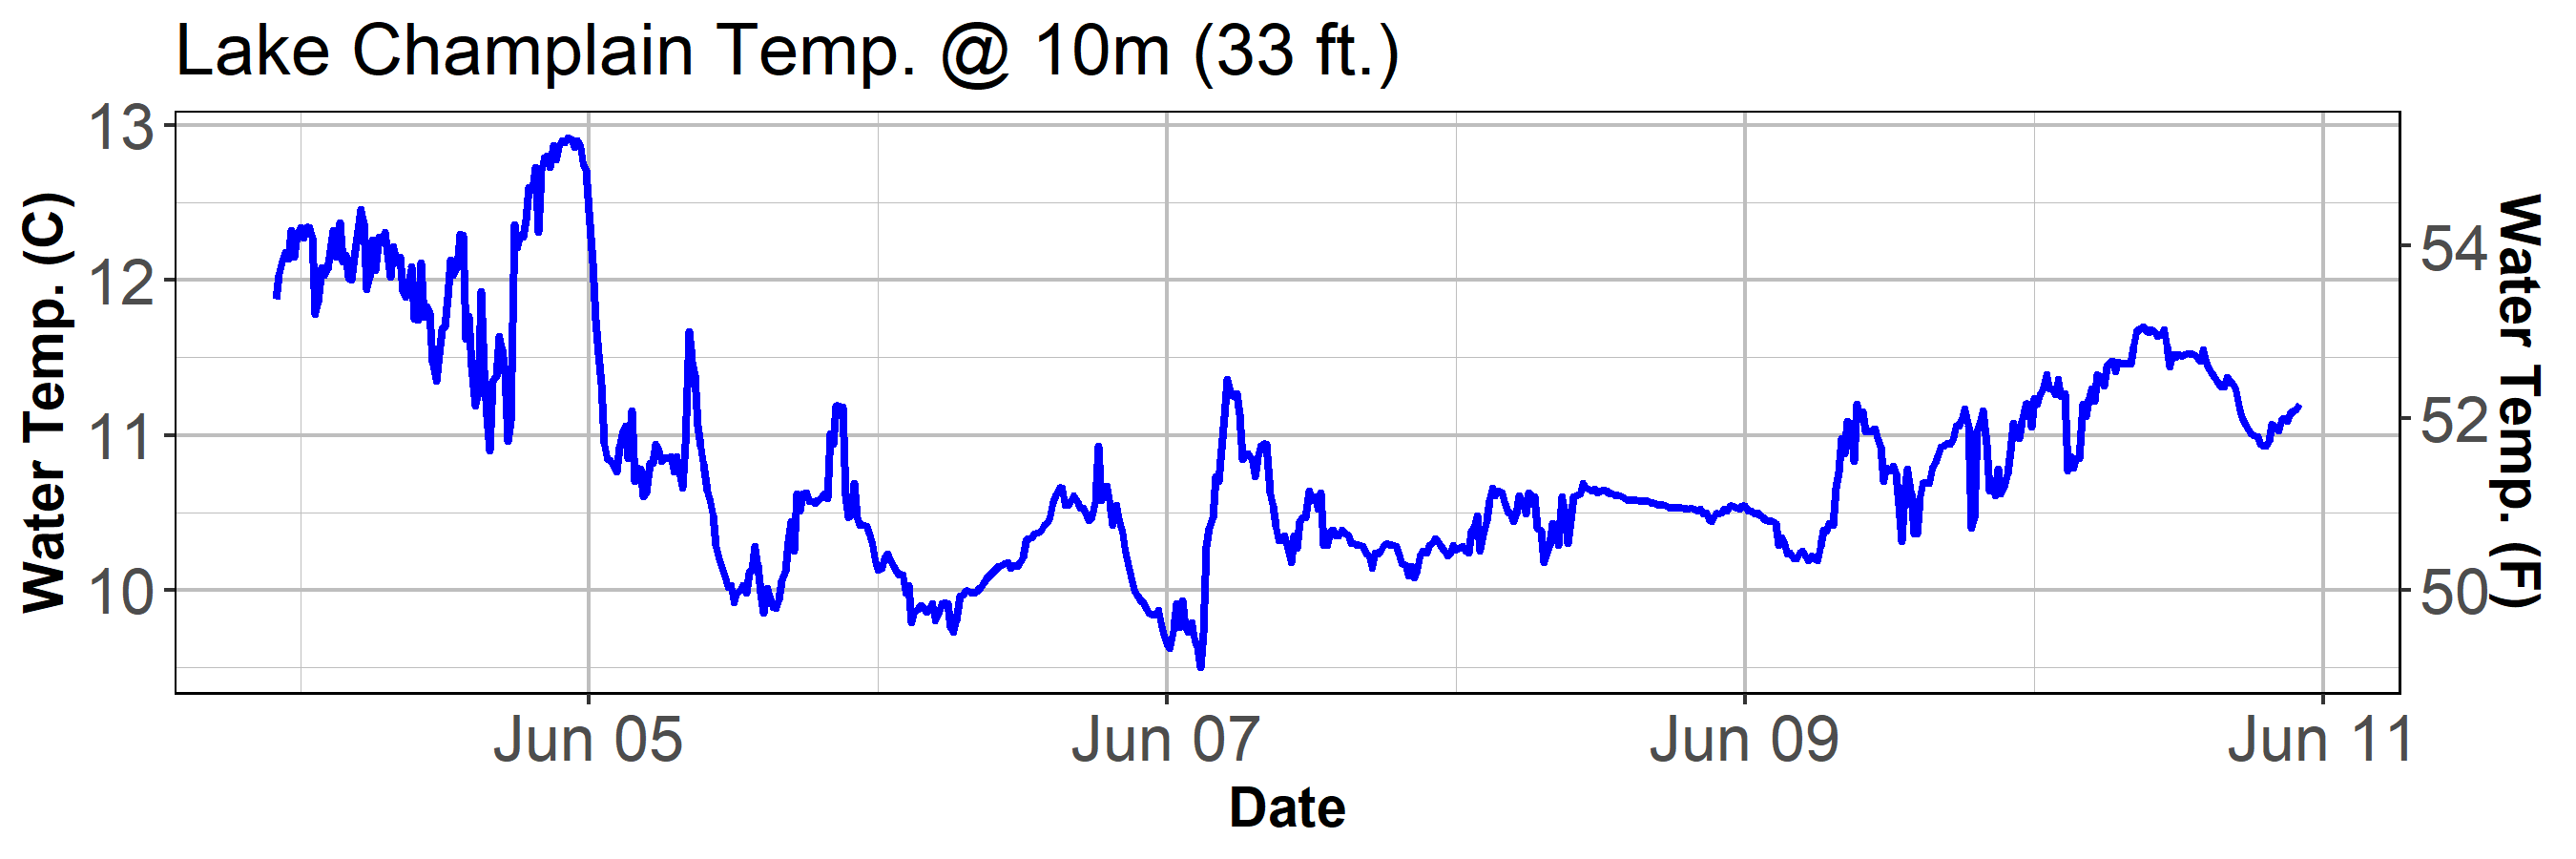 Lake Champlain Temp. @ 10m (33 ft.)
13
12
11
10
Water Temp. (C)
54
52
50
Water Temp. (F)
Jun 05
Jun 07
Jun 09
Jun 11
Date